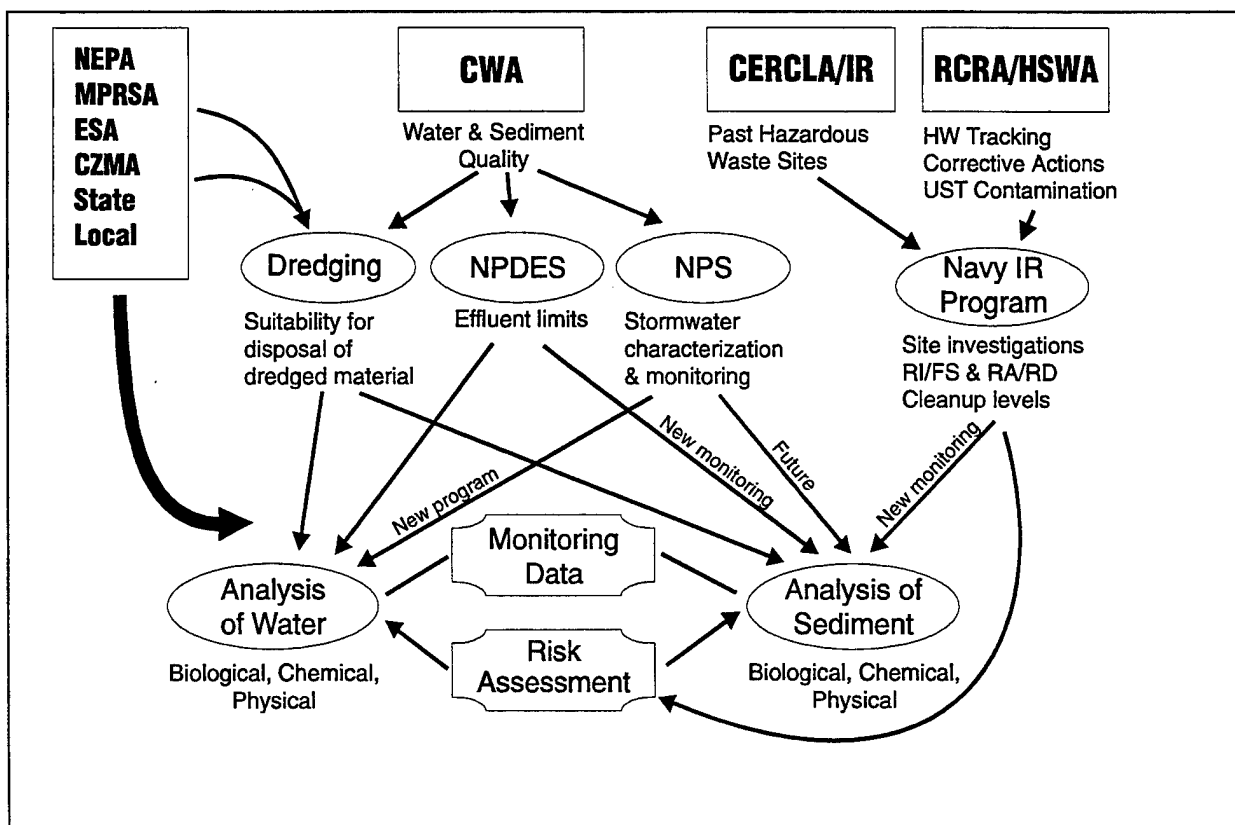 NEPA
MPRSA
ESA
CZMA
State
Local
CWA
Water & Sediment
Quality
CERCLA/IR
Past Hazardous
Waste Sites
RCRA/HSWA
HW Tracking
Corrective Actions
UST Contamination
Dredging
Suitability for
disposal of
dredged material
NPDES
Effluent limits
NPS
Stormwater
characterization
& monitoring
Navy IR
Program
Site investigations
RI/FS & RA/RD
Cleanup levels
New program
New monitoring
Future
New monitoring
Analysis
of Water
Biological, Chemical,
Physical
Monitoring
Data
Risk
Assessment
Analysis of
Sediment
Biological, Chemical,
Physical